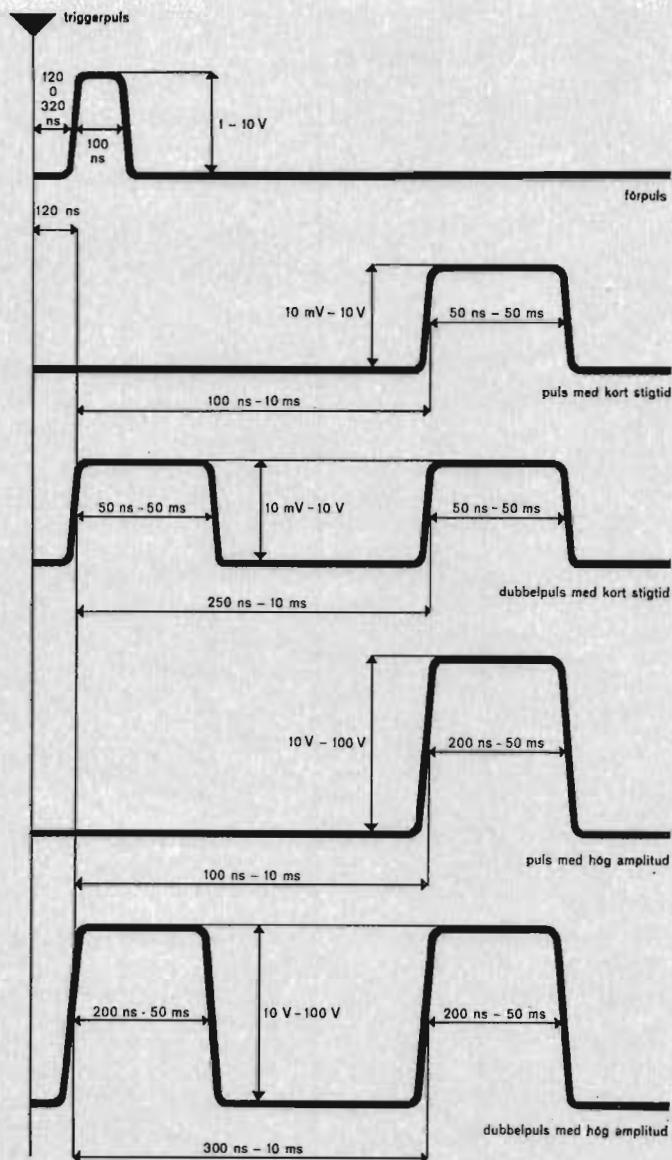 triggerpuls
120
0
320
ns
100
ns
1 – 10 V
förpuls
120 ns
10 mV – 10 V
50 ns – 50 ms
100 ns – 10 ms
puls med kort stigtid
50 ns - 50 ms
10 mV – 10 V
50 ns – 50 ms
250 ns – 10 ms
dubbelpuls med kort stigtid
10 V – 100 V
200 ns - 50 ms
100 ns – 10 ms
puls med hög amplitud
200 ns - 50 ms
10 V – 100 V
200 ns – 50 ms
300 ns – 10 ms
dubbelpuls med hög amplitud